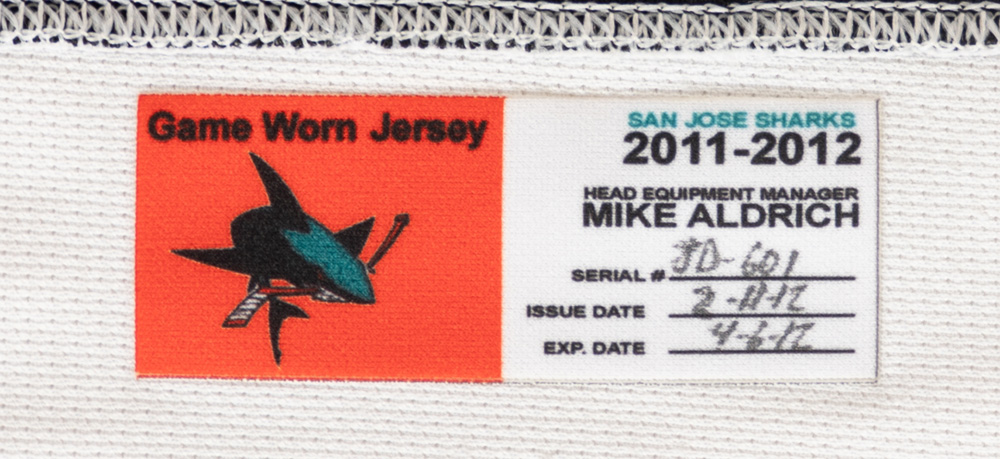 Game Worn Jersey
SAN JOSE SHARKS
2011-2012
HEAD EQUIPMENT MANAGER
MIKE ALDRICH
SERIAL # JD-601
ISSUE DATE 2-11-12
EXP. DATE 4-6-12